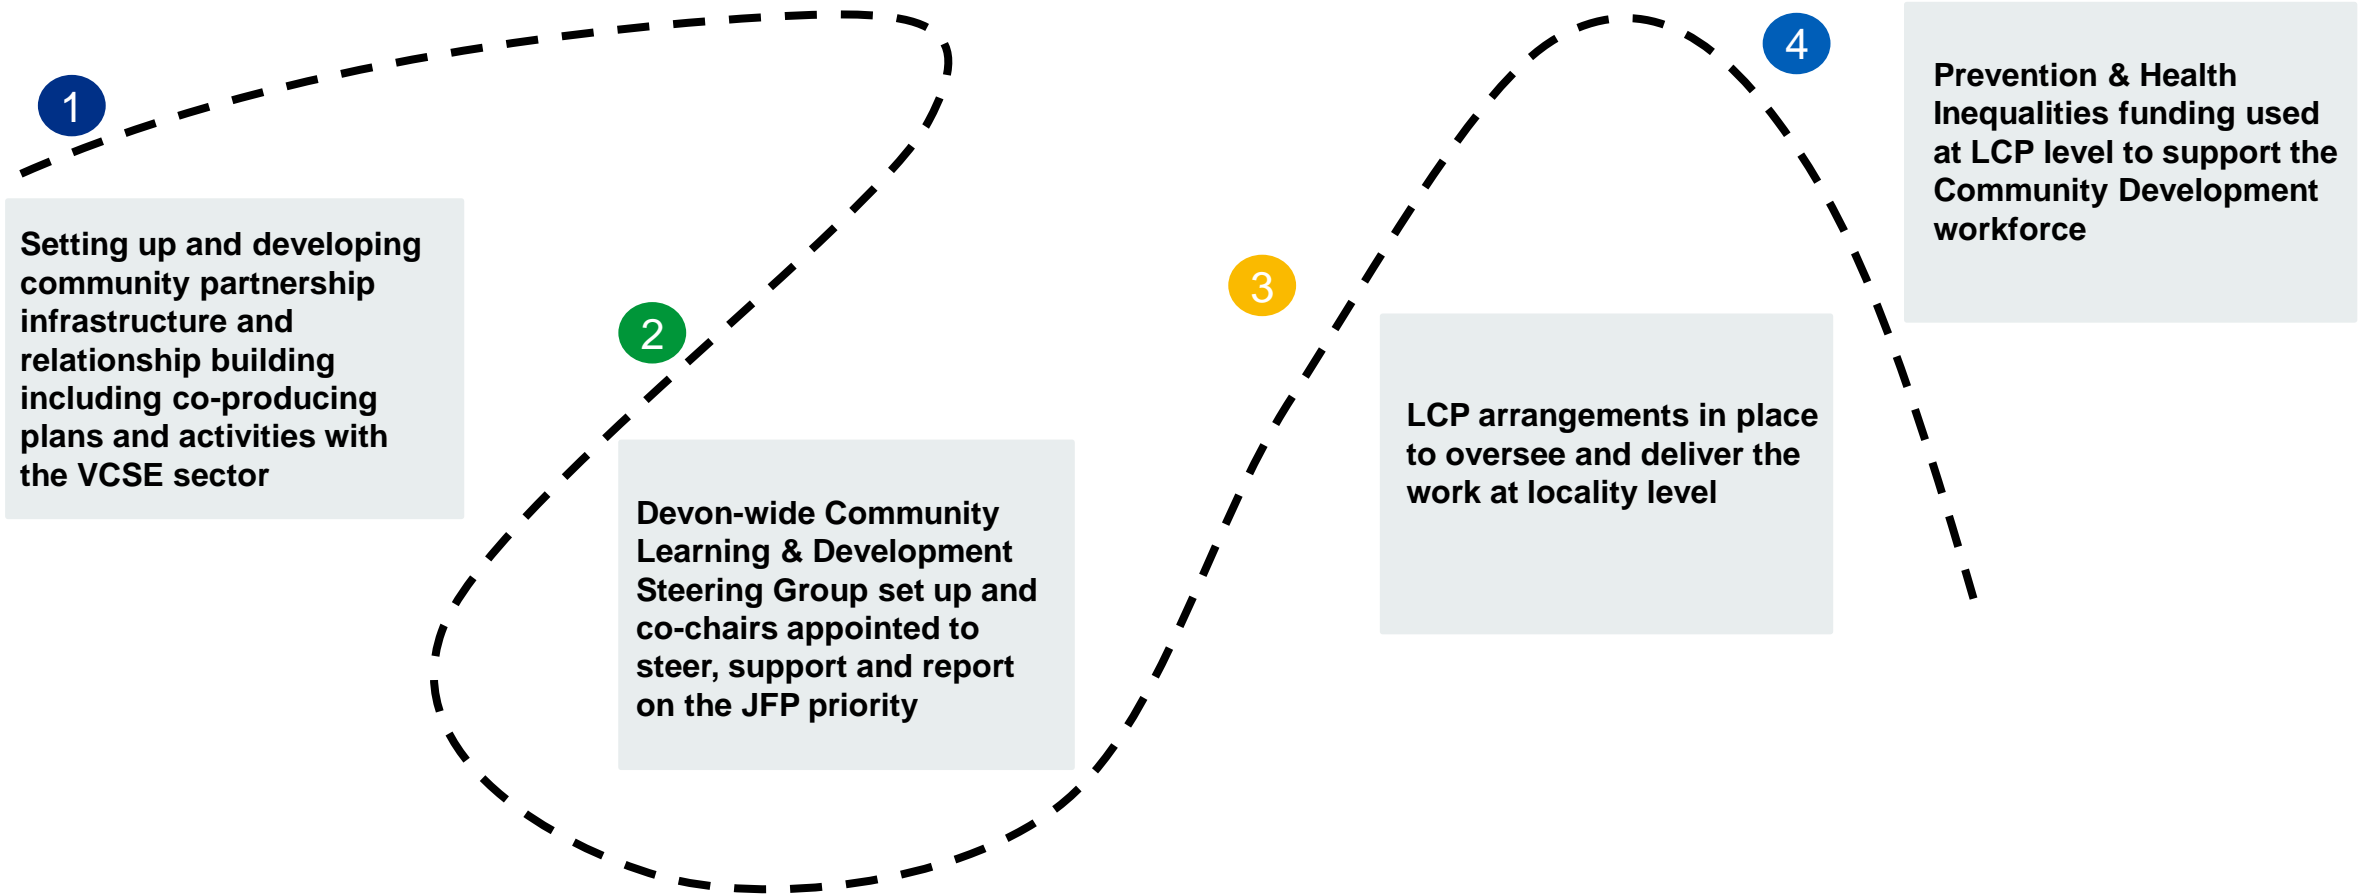 1
Setting up and developing
community partnership
infrastructure and
relationship building
including co-producing
plans and activities with
the VCSE sector
2
Devon-wide Community
Learning & Development
Steering Group set up and
co-chairs appointed to
steer, support and report
on the JFP priority
3
LCP arrangements in place
to oversee and deliver the
work at locality level
4
Prevention & Health
Inequalities funding used
at LCP level to support the
Community Development
workforce